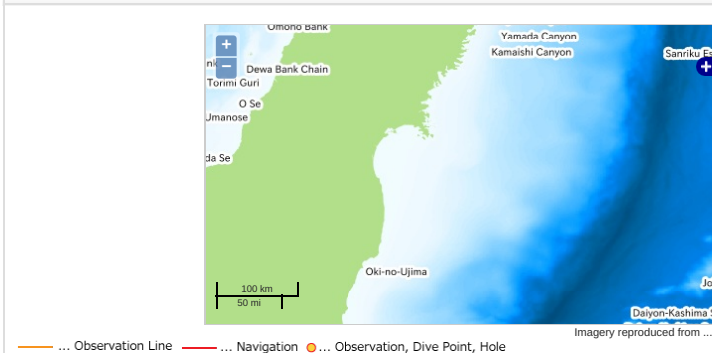 Omono Bank
Yamada Canyon
Kamaishi Canyon
Sanriku Es
+
−
Dewa Bank Chain
Torimi Guri
O Se
Umanose
da Se
Oki-no-Ujima
100 km
50 mi
Jo
Daiyon-Kashima S
Imagery reproduced from ...
... Observation Line ... Navigation ... Observation, Dive Point, Hole